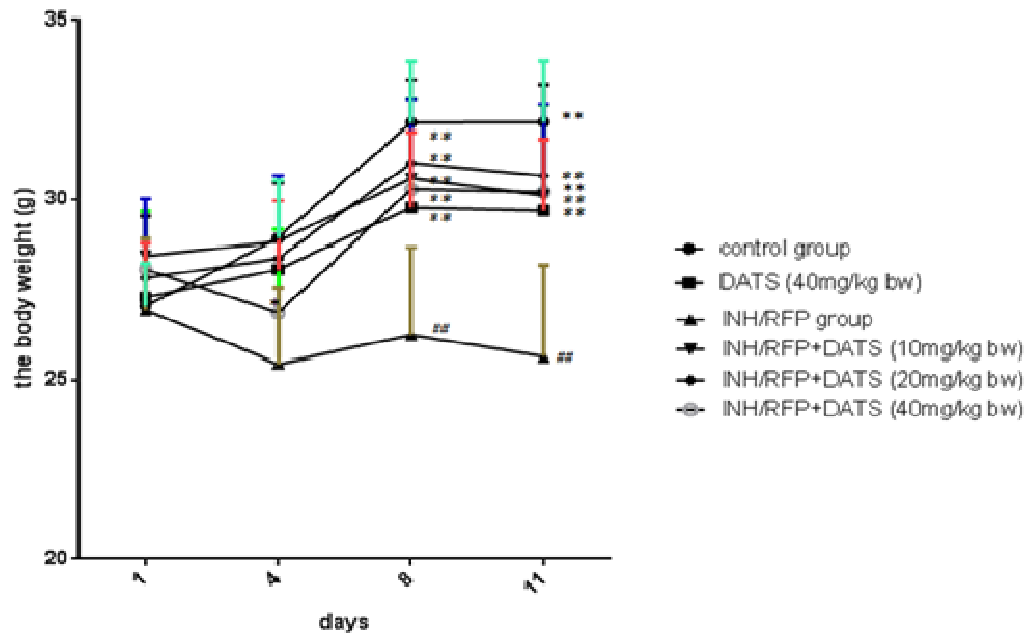 35
30
25
20
the body weight (g)
**
**
**
**
**
##
**
**
**
**
**
##
1
4
8
11
days
control group
DATS (40mg/kg bw)
INH/RFP group
INH/RFP+DATS (10mg/kg bw)
INH/RFP+DATS (20mg/kg bw)
INH/RFP+DATS (40mg/kg bw)